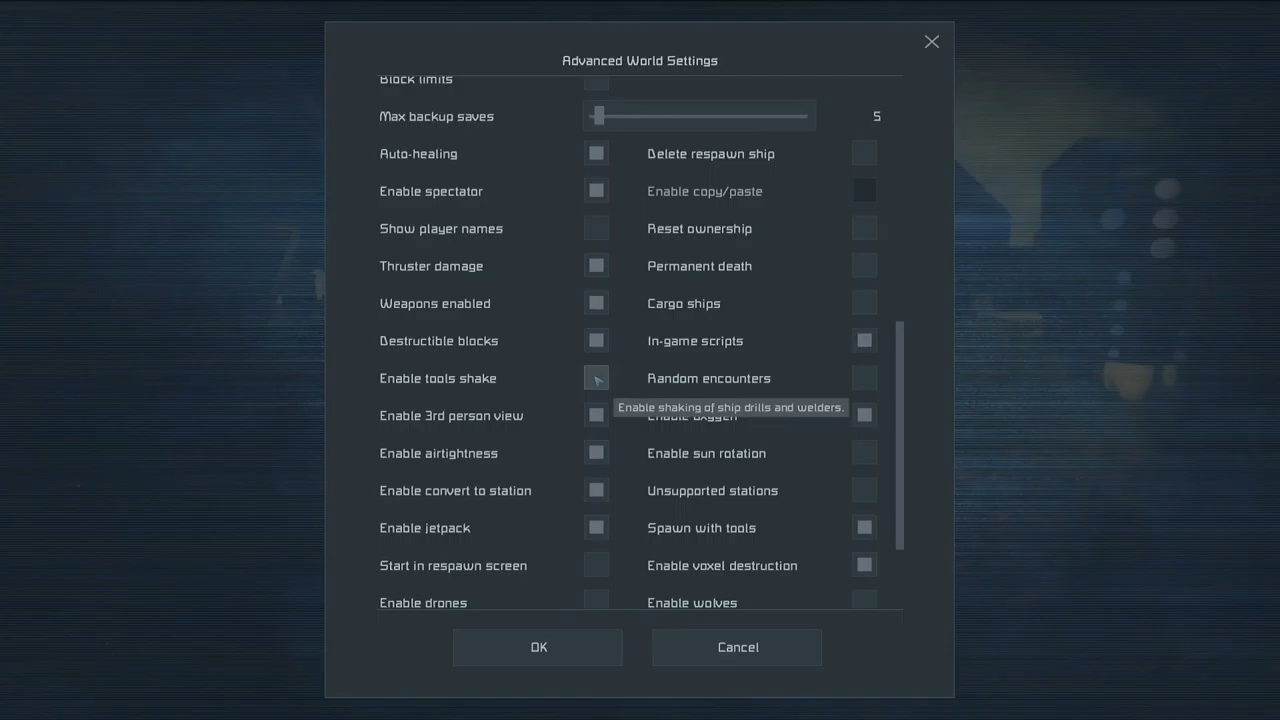 Advanced World Settings
Block limits
Max backup saves 5
Auto-healing Delete respawn ship
Enable spectator Enable copy/paste
Show player names Reset ownership
Thruster damage Permanent death
Weapons enabled Cargo ships
Destructible blocks In-game scripts
Enable tools shake Random encounters
Enable shaking of ship drills and welders.
Enable 3rd person view Enable oxygen
Enable airtightness Enable sun rotation
Enable convert to station Unsupported stations
Enable jetpack Spawn with tools
Start in respawn screen Enable voxel destruction
Enable drones Enable wolves
OK Cancel